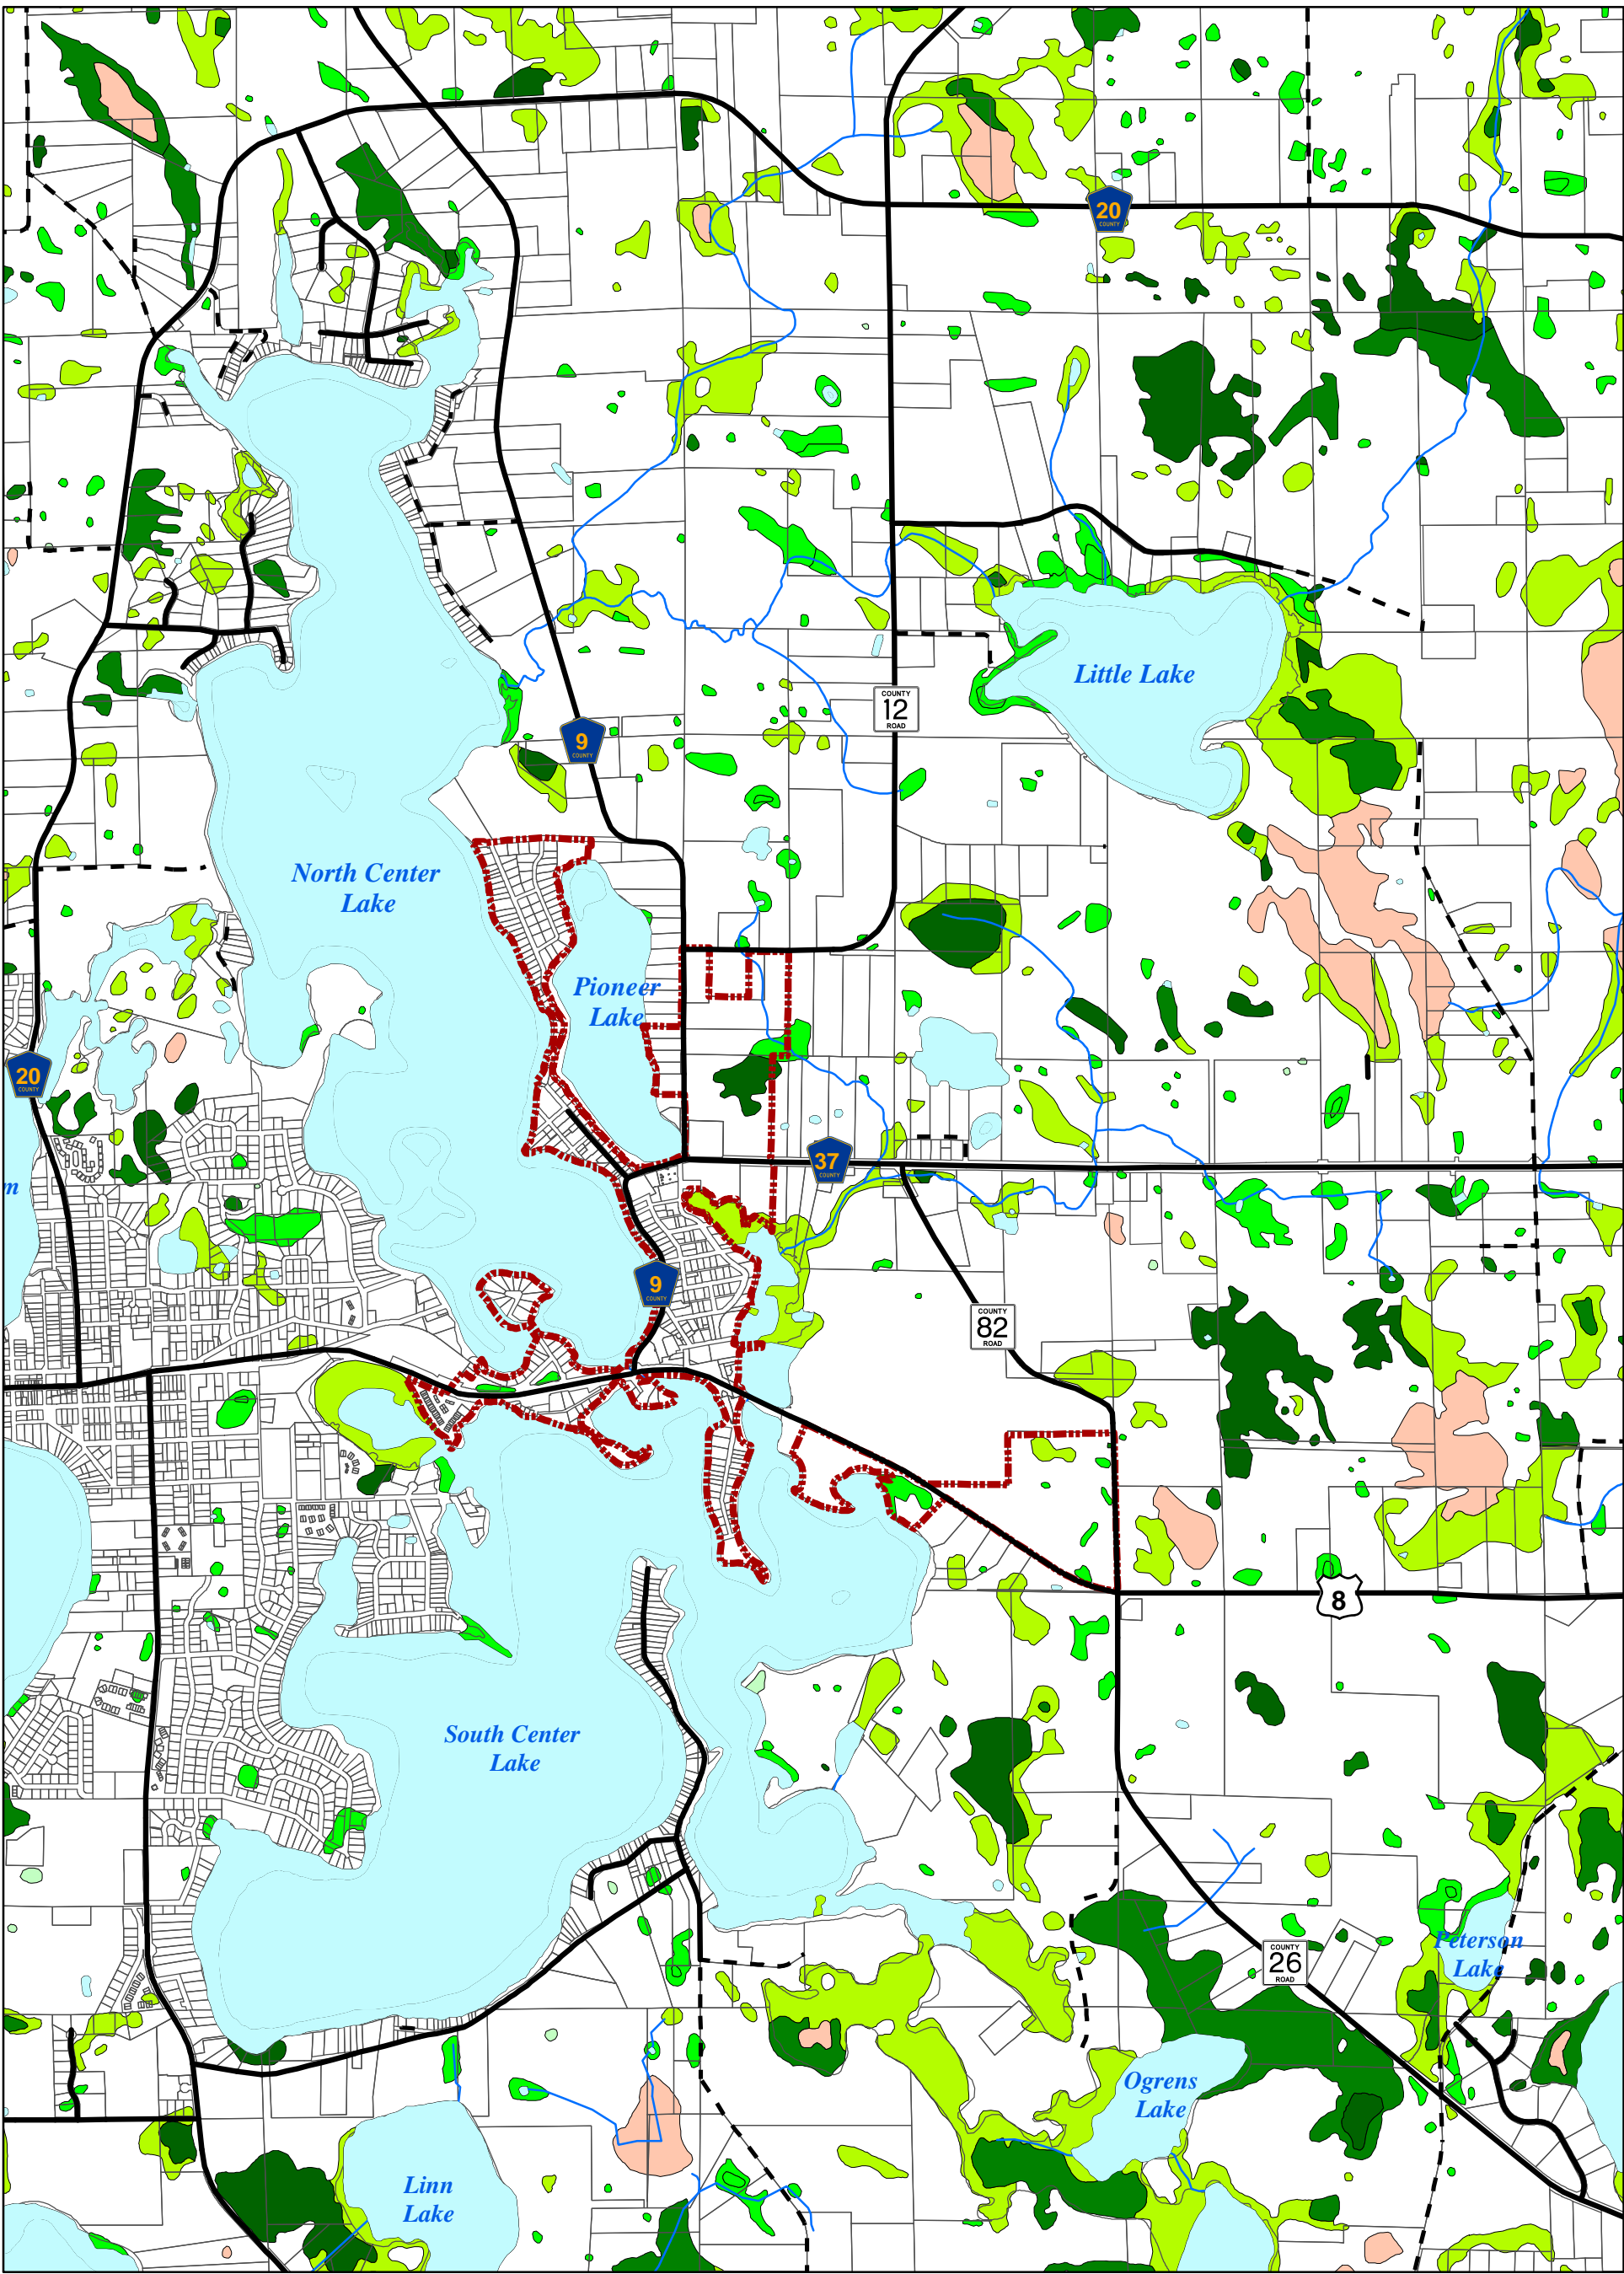 20
COUNTY
Little Lake
COUNTY
12
ROAD
9
COUNTY
North Center
Lake
Pioneer
Lake
20
COUNTY
37
COUNTY
m
9
COUNTY
COUNTY
82
ROAD
8
South Center
Lake
Peterson
Lake
COUNTY
26
ROAD
Ogrens
Lake
Linn
Lake